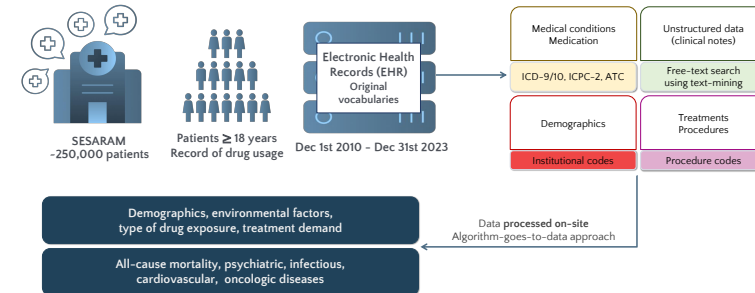 SESARAM
~250,000 patients
Patients ≥ 18 years
Record of drug usage
Electronic Health
Records (EHR)
Original
vocabularies
Dec 1st 2010 – Dec 31st 2023
Medical conditions
Medication
ICD-9/10, ICPC-2, ATC
Unstructured data
(clinical notes)
Free-text search
using text-mining
Demographics
Institutional codes
Treatments
Procedures
Procedure codes
Data processed on-site
Algorithm-goes-to-data approach
Demographics, environmental factors,
type of drug exposure, treatment demand
All-cause mortality, psychiatric, infectious,
cardiovascular, oncologic diseases